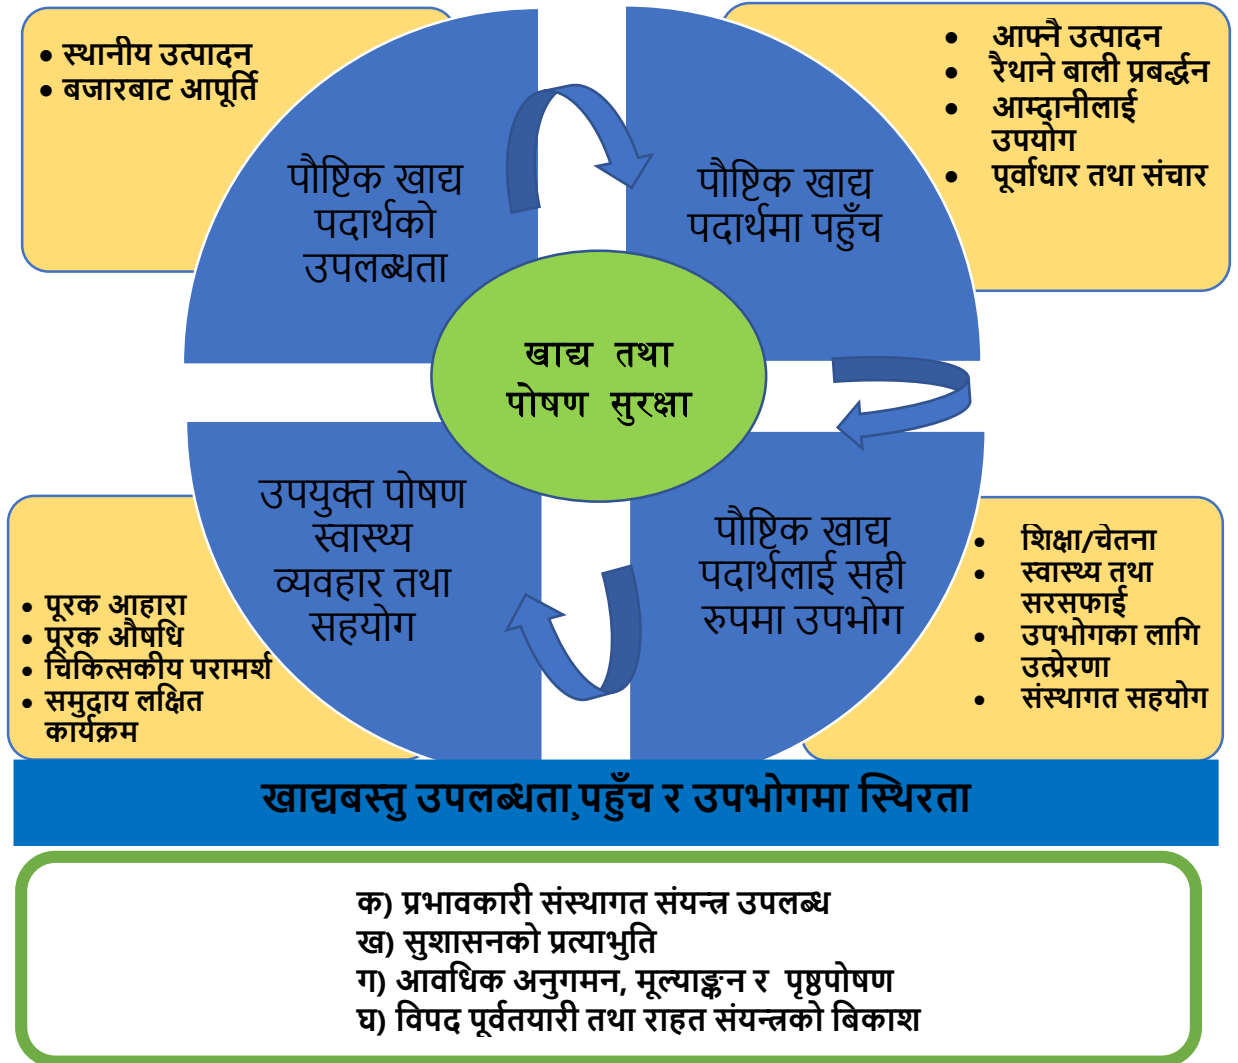 • स्थानीय उत्पादन
• बजारबाट आपूर्ति
• आफ्नै उत्पादन
• रैथाने बाली प्रबर्द्धन
• आम्दानीलाई
उपयोग
• पूर्वाधार तथा संचार
पौष्टिक खाद्य
पदार्थको
उपलब्धता
पौष्टिक खाद्य
पदार्थमा पहुँच
खाद्य तथा
पोषण सुरक्षा
उपयुक्त पोषण
स्वास्थ्य
व्यवहार तथा
सहयोग
पौष्टिक खाद्य
पदार्थलाई सही
रुपमा उपभोग
• पूरक आहारा
• पूरक औषधि
• चिकित्सकीय परामर्श
• समुदाय लक्षित
कार्यक्रम
• शिक्षा/चेतना
• स्वास्थ्य तथा
सरसफाई
• उपभोगका लागि
उत्प्रेरणा
• संस्थागत सहयोग
खाद्यबस्तु उपलब्धता¸पहुँच र उपभोगमा स्थिरता
क) प्रभावकारी संस्थागत संयन्त्र उपलब्ध
ख) सुशासनको प्रत्याभुति
ग) आवधिक अनुगमन, मूल्याङ्कन र पृष्ठपोषण
घ) विपद पूर्वतयारी तथा राहत संयन्त्रको बिकाश